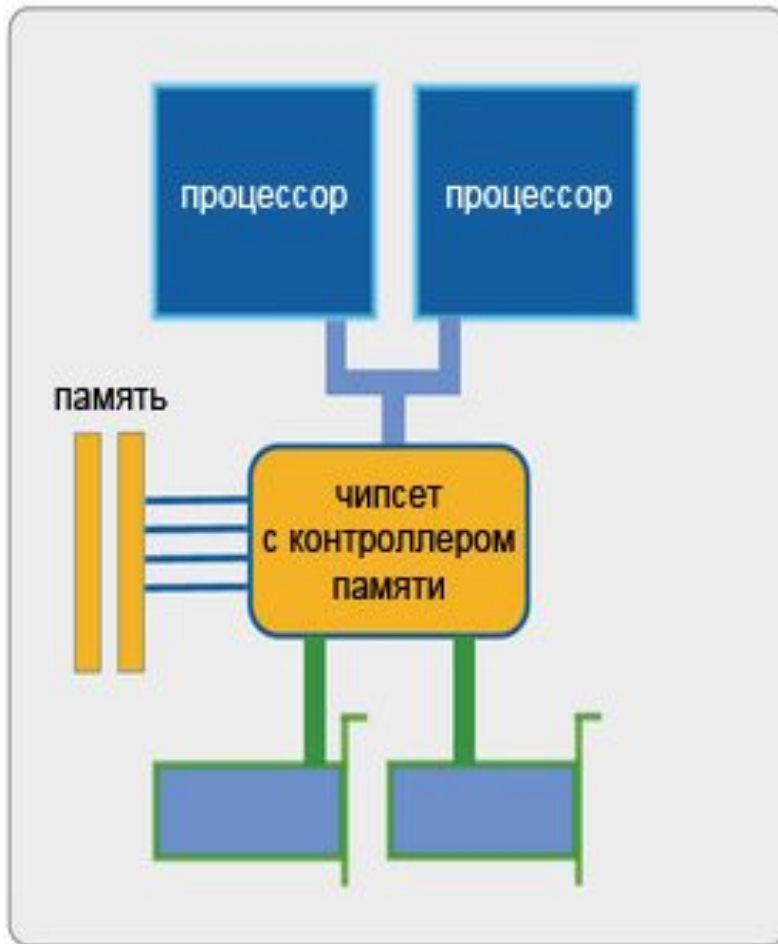 процессор
процессор
память
чипсет
с контроллером
памяти